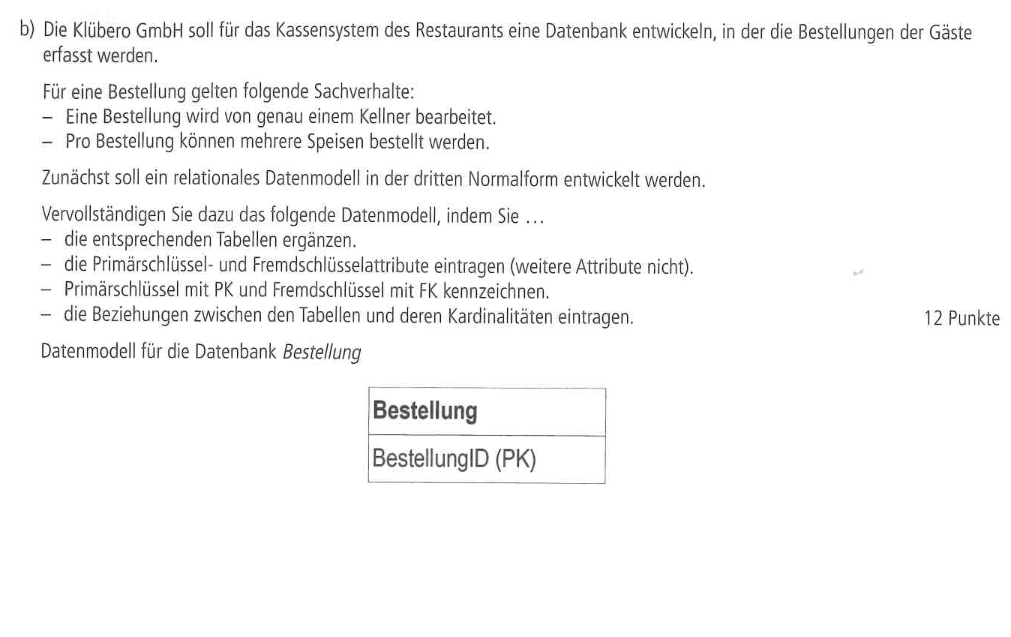 b) Die Klübero GmbH soll für das Kassensystem des Restaurants eine Datenbank entwickeln, in der die Bestellungen der Gäste
erfasst werden.
Für eine Bestellung gelten folgende Sachverhalte:
– Eine Bestellung wird von genau einem Kellner bearbeitet.
– Pro Bestellung können mehrere Speisen bestellt werden.
Zunächst soll ein relationales Datenmodell in der dritten Normalform entwickelt werden.
Vervollständigen Sie dazu das folgende Datenmodell, indem Sie …
– die entsprechenden Tabellen ergänzen.
– die Primärschlüssel- und Fremdschlüsselattribute eintragen (weitere Attribute nicht).
– Primärschlüssel mit PK und Fremdschlüssel mit FK kennzeichnen.
– die Beziehungen zwischen den Tabellen und deren Kardinalitäten eintragen.
12 Punkte
Datenmodell für die Datenbank Bestellung
Bestellung
BestellungID (PK)